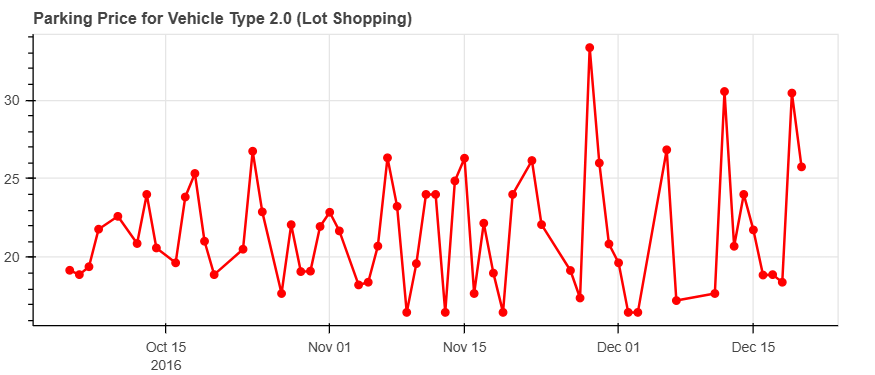 Parking Price for Vehicle Type 2.0 (Lot Shopping)
30
25
20
Oct 15 Nov 01 Nov 15 Dec 01 Dec 15
2016